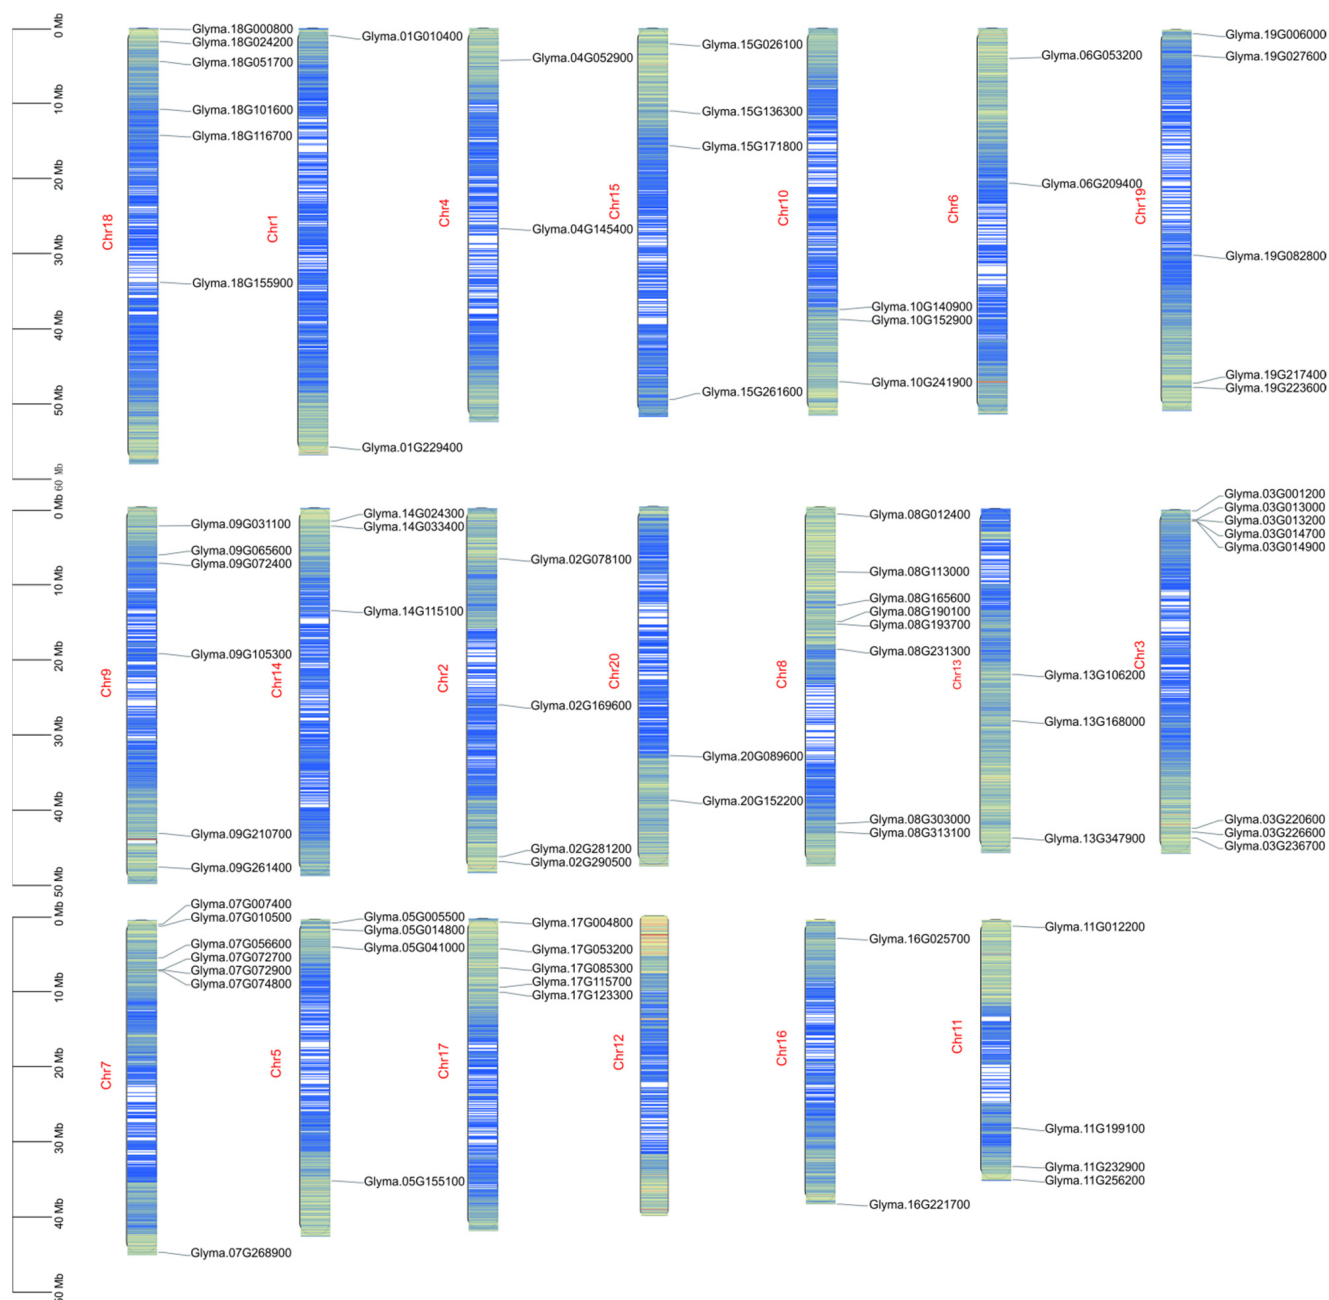 0 Mb
10 Mb
20 Mb
30 Mb
40 Mb
50 Mb
60 Mb
Chr18
Glyma.18G000800
Glyma.18G024200
Glyma.18G051700
Glyma.18G101600
Glyma.18G116700
Glyma.18G155900
Chr1
Glyma.01G010400
Glyma.01G229400
Chr4
Glyma.04G052900
Glyma.04G145400
Chr15
Glyma.15G026100
Glyma.15G136300
Glyma.15G171800
Glyma.15G261600
Chr10
Glyma.10G140900
Glyma.10G152900
Glyma.10G241900
Chr6
Glyma.06G053200
Glyma.06G209400
Chr19
Glyma.19G006000
Glyma.19G027600
Glyma.19G082800
Glyma.19G217400
Glyma.19G223600
0 Mb
10 Mb
20 Mb
30 Mb
40 Mb
50 Mb
Chr9
Glyma.09G031100
Glyma.09G065600
Glyma.09G072400
Glyma.09G105300
Glyma.09G210700
Glyma.09G261400
Chr14
Glyma.14G024300
Glyma.14G033400
Glyma.14G115100
Chr2
Glyma.02G078100
Glyma.02G169600
Glyma.02G281200
Glyma.02G290500
Chr20
Glyma.20G089600
Glyma.20G152200
Chr8
Glyma.08G012400
Glyma.08G113000
Glyma.08G165600
Glyma.08G190100
Glyma.08G193700
Glyma.08G231300
Glyma.08G303000
Glyma.08G313100
Chr13
Glyma.13G106200
Glyma.13G168000
Glyma.13G347900
Chr3
Glyma.03G001200
Glyma.03G013000
Glyma.03G013200
Glyma.03G014700
Glyma.03G014900
Glyma.03G220600
Glyma.03G226600
Glyma.03G236700
0 Mb
10 Mb
20 Mb
30 Mb
40 Mb
50 Mb
Chr7
Glyma.07G007400
Glyma.07G010500
Glyma.07G056600
Glyma.07G072700
Glyma.07G072900
Glyma.07G074800
Glyma.07G268900
Chr5
Glyma.05G005500
Glyma.05G014800
Glyma.05G041000
Glyma.05G155100
Chr17
Glyma.17G004800
Glyma.17G053200
Glyma.17G085300
Glyma.17G115700
Glyma.17G123300
Chr12
Chr16
Glyma.16G025700
Glyma.16G221700
Chr11
Glyma.11G012200
Glyma.11G199100
Glyma.11G232900
Glyma.11G256200